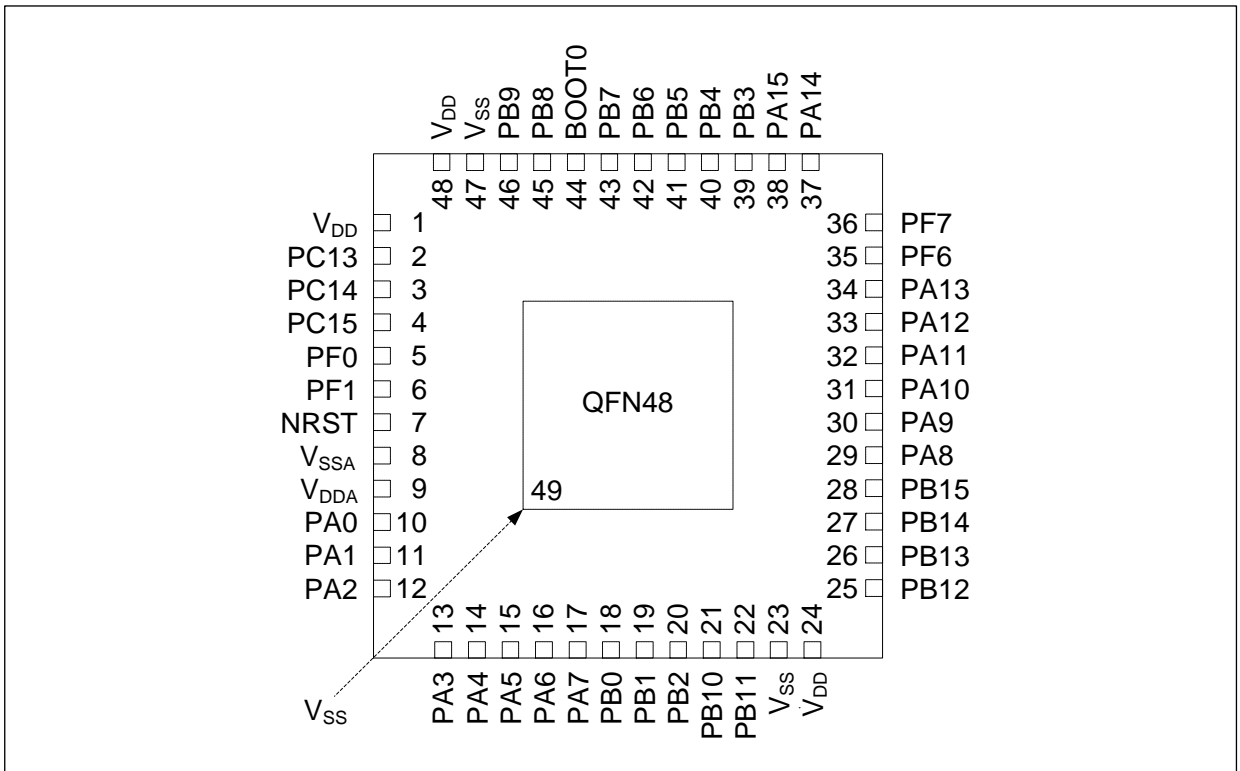 VDD
VSS
PB9
PB8
BOOT0
PB7
PB6
PB5
PB4
PB3
PA15
PA14
48
47
46
45
44
43
42
41
40
39
38
37
VDD 1
PC13 2
PC14 3
PC15 4
PF0 5
PF1 6
NRST 7
VSSA 8
VDDA 9
PA0 10
PA1 11
PA2 12
QFN48
49
36 PF7
35 PF6
34 PA13
33 PA12
32 PA11
31 PA10
30 PA9
29 PA8
28 PB15
27 PB14
26 PB13
25 PB12
13
14
15
16
17
18
19
20
21
22
23
24
VSS
PA3
PA4
PA5
PA6
PA7
PB0
PB1
PB2
PB10
PB11
VSS
VDD